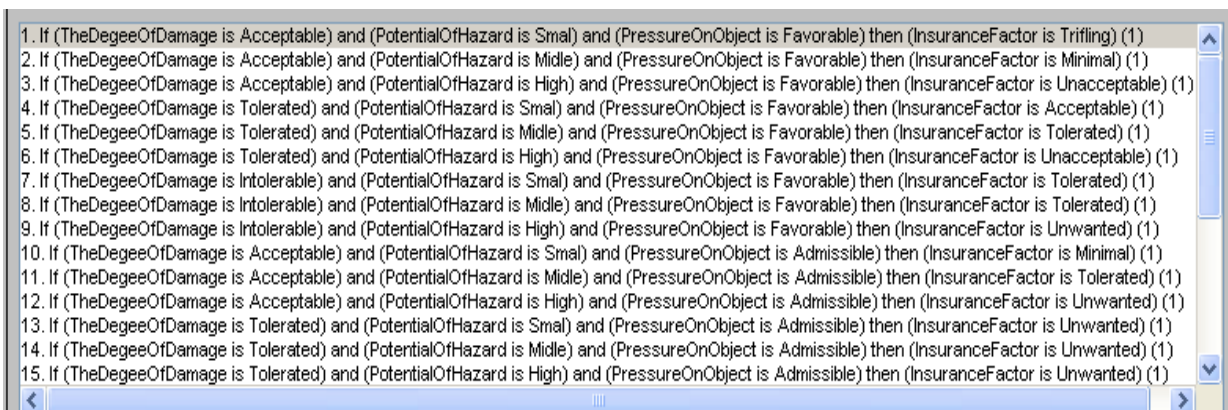 1. If (TheDegeeOfDamage is Acceptable) and (PotentialOfHazard is Smal) and (PressureOnObject is Favorable) then (InsuranceFactor is Trifling) (1)
2. If (TheDegeeOfDamage is Acceptable) and (PotentialOfHazard is Midle) and (PressureOnObject is Favorable) then (InsuranceFactor is Minimal) (1)
3. If (TheDegeeOfDamage is Acceptable) and (PotentialOfHazard is High) and (PressureOnObject is Favorable) then (InsuranceFactor is Unacceptable) (1)
4. If (TheDegeeOfDamage is Tolerated) and (PotentialOfHazard is Smal) and (PressureOnObject is Favorable) then (InsuranceFactor is Acceptable) (1)
5. If (TheDegeeOfDamage is Tolerated) and (PotentialOfHazard is Midle) and (PressureOnObject is Favorable) then (InsuranceFactor is Tolerated) (1)
6. If (TheDegeeOfDamage is Tolerated) and (PotentialOfHazard is High) and (PressureOnObject is Favorable) then (InsuranceFactor is Unacceptable) (1)
7. If (TheDegeeOfDamage is Intolerable) and (PotentialOfHazard is Smal) and (PressureOnObject is Favorable) then (InsuranceFactor is Tolerated) (1)
8. If (TheDegeeOfDamage is Intolerable) and (PotentialOfHazard is Midle) and (PressureOnObject is Favorable) then (InsuranceFactor is Tolerated) (1)
9. If (TheDegeeOfDamage is Intolerable) and (PotentialOfHazard is High) and (PressureOnObject is Favorable) then (InsuranceFactor is Unwanted) (1)
10. If (TheDegeeOfDamage is Acceptable) and (PotentialOfHazard is Smal) and (PressureOnObject is Admissible) then (InsuranceFactor is Minimal) (1)
11. If (TheDegeeOfDamage is Acceptable) and (PotentialOfHazard is Midle) and (PressureOnObject is Admissible) then (InsuranceFactor is Tolerated) (1)
12. If (TheDegeeOfDamage is Acceptable) and (PotentialOfHazard is High) and (PressureOnObject is Admissible) then (InsuranceFactor is Unwanted) (1)
13. If (TheDegeeOfDamage is Tolerated) and (PotentialOfHazard is Smal) and (PressureOnObject is Admissible) then (InsuranceFactor is Unwanted) (1)
14. If (TheDegeeOfDamage is Tolerated) and (PotentialOfHazard is Midle) and (PressureOnObject is Admissible) then (InsuranceFactor is Unwanted) (1)
15. If (TheDegeeOfDamage is Tolerated) and (PotentialOfHazard is High) and (PressureOnObject is Admissible) then (InsuranceFactor is Unwanted) (1)